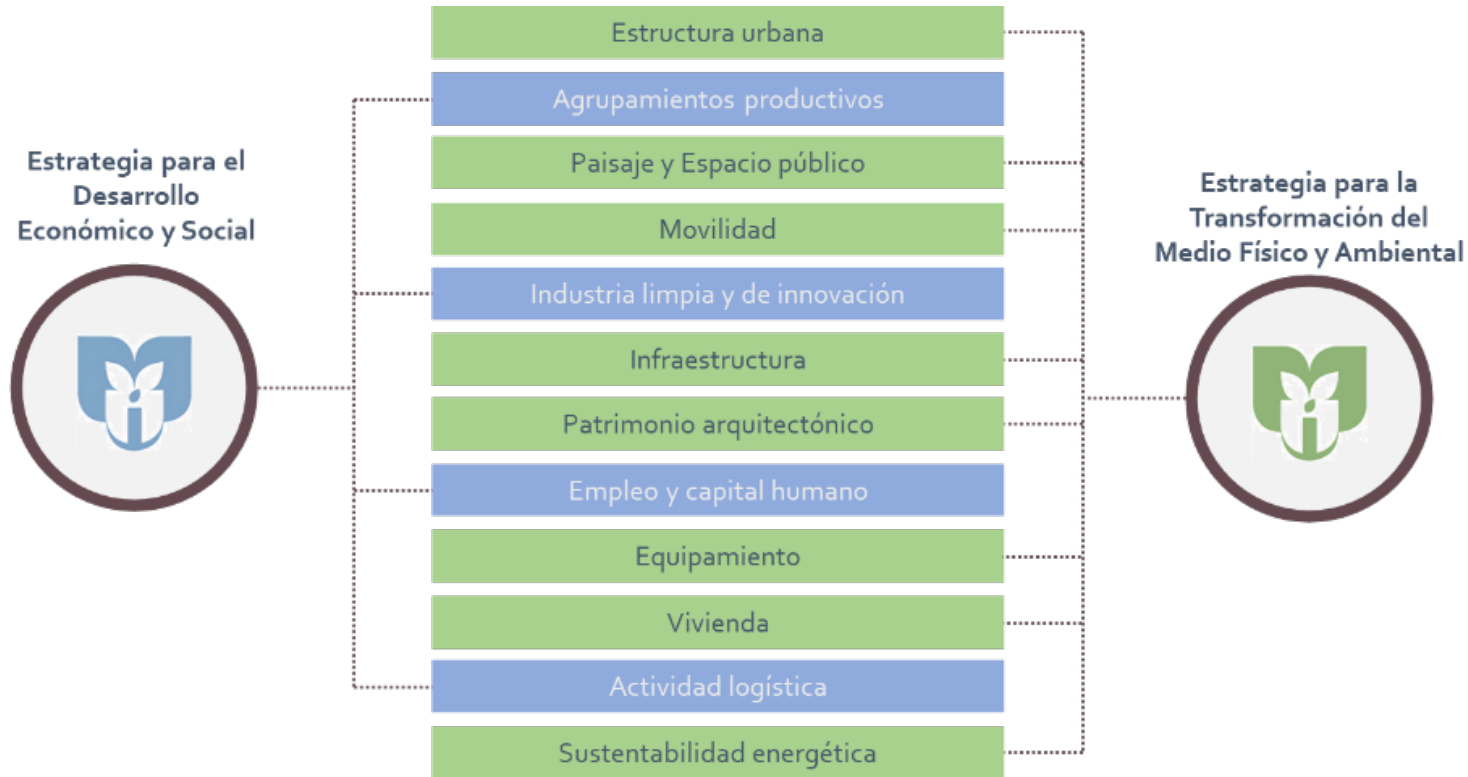 Estrategia para el
Desarrollo
Económico y Social
Estructura urbana
Agrupamientos productivos
Paisaje y Espacio público
Movilidad
Industria limpia y de innovación
Infraestructura
Patrimonio arquitectónico
Empleo y capital humano
Equipamiento
Vivienda
Actividad logística
Sustentabilidad energética
Estrategia para la
Transformación del
Medio Físico y Ambiental